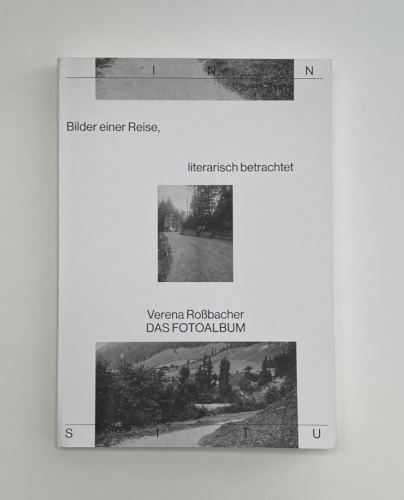 I N N
Bilder einer Reise,
literarisch betrachtet
Verena Roßbacher
DAS FOTOALBUM
S I T U